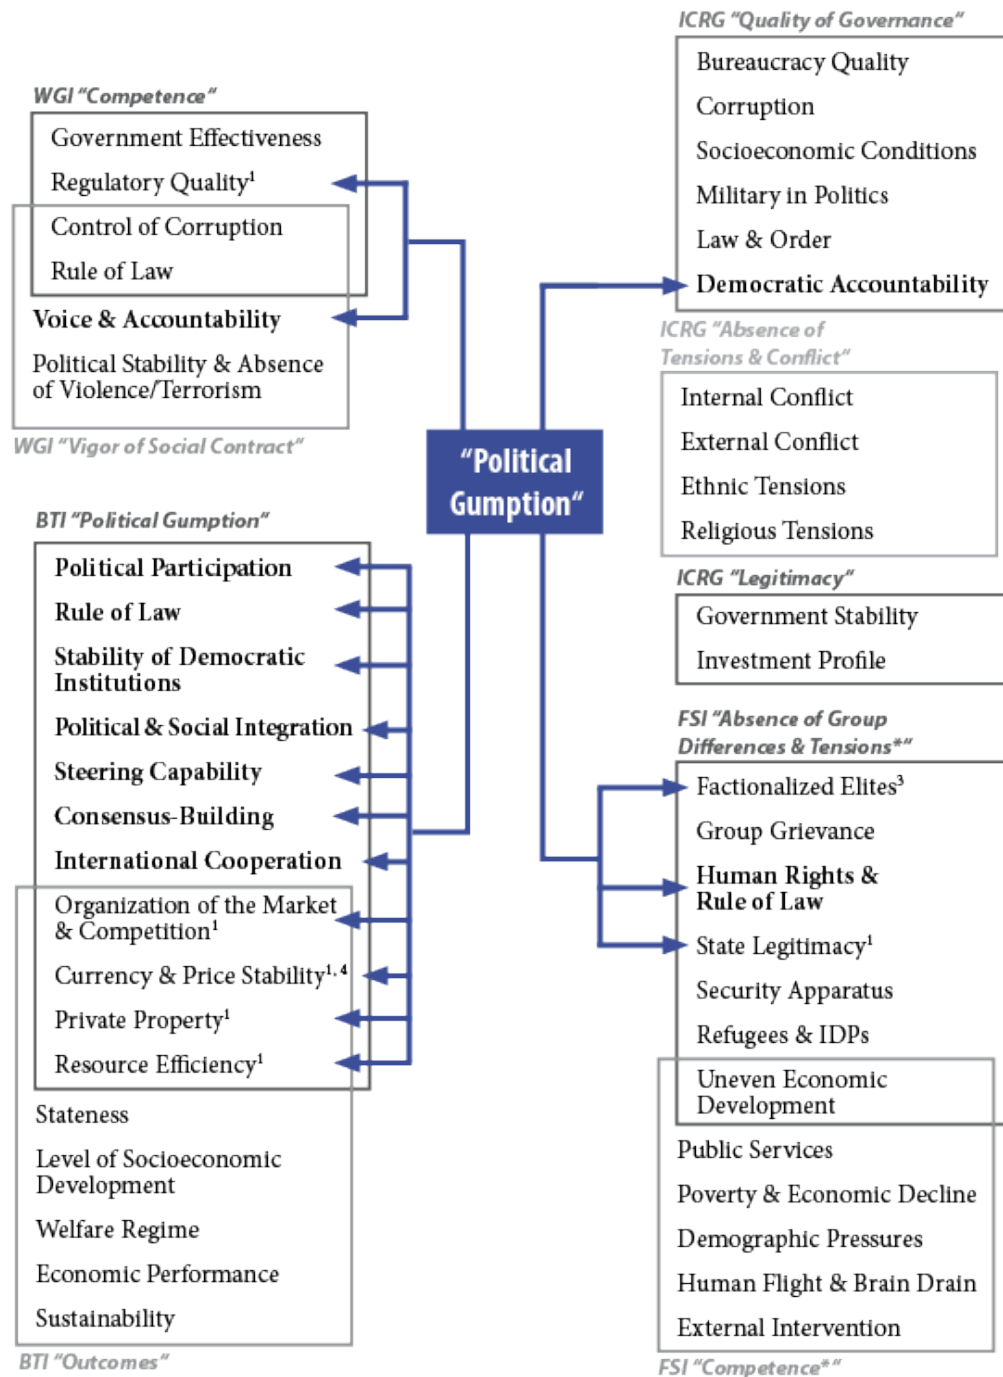 WGI “Competence“
Government Effectiveness
Regulatory Quality¹
Control of Corruption
Rule of Law
Voice & Accountability
Political Stability & Absence
of Violence/Terrorism
WGI “Vigor of Social Contract“
BTI “Political Gumption“
Political Participation
Rule of Law
Stability of Democratic
Institutions
Political & Social Integration
Steering Capability
Consensus-Building
International Cooperation
Organization of the Market
& Competition¹
Currency & Price Stability¹,⁴
Private Property¹
Resource Efficiency¹
Stateness
Level of Socioeconomic
Development
Welfare Regime
Economic Performance
Sustainability
BTI “Outcomes“
“Political
Gumption“
ICRG “Quality of Governance“
Bureaucracy Quality
Corruption
Socioeconomic Conditions
Military in Politics
Law & Order
Democratic Accountability
ICRG “Absence of
Tensions & Conflict“
Internal Conflict
External Conflict
Ethnic Tensions
Religious Tensions
ICRG “Legitimacy“
Government Stability
Investment Profile
FSI “Absence of Group
Differences & Tensions*“
Factionalized Elites³
Group Grievance
Human Rights &
Rule of Law
State Legitimacy¹
Security Apparatus
Refugees & IDPs
Uneven Economic
Development
Public Services
Poverty & Economic Decline
Demographic Pressures
Human Flight & Brain Drain
External Intervention
FSI “Competence*“